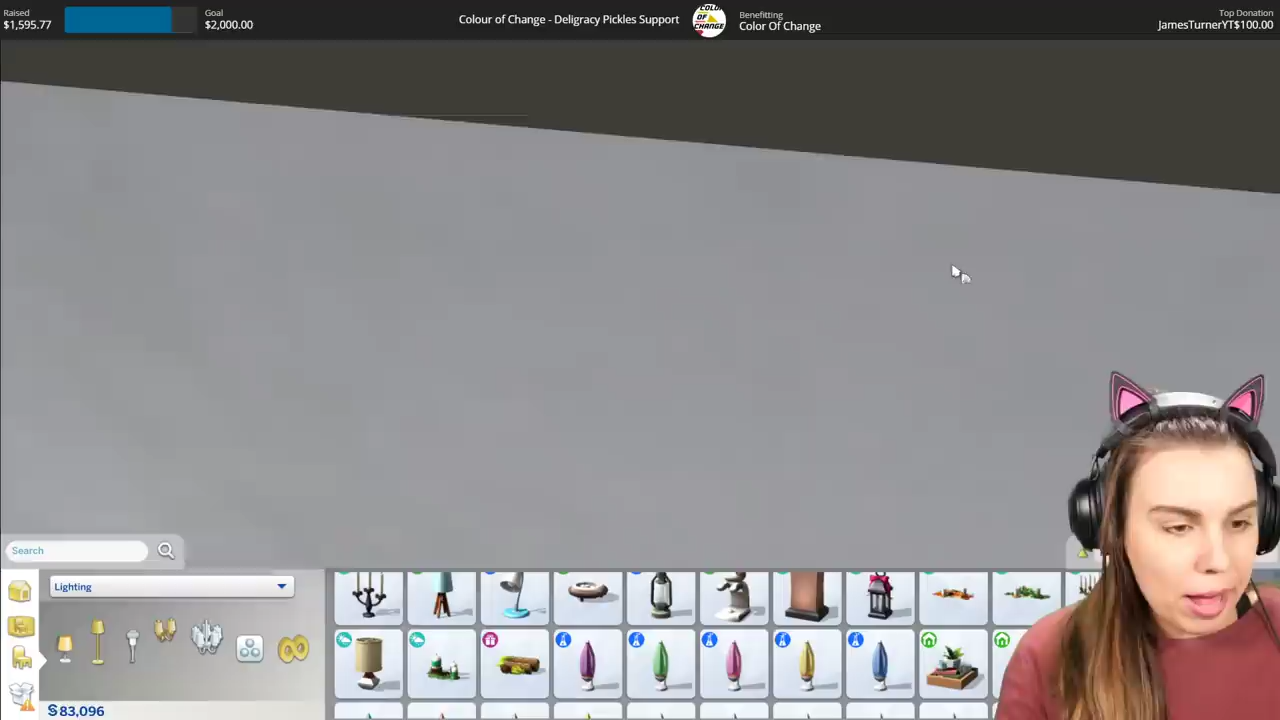 Raised
$1,595.77
Goal
$2,000.00
Colour of Change - Deligracy Pickles Support
COLOR OF CHANGE
Benefitting
Color Of Change
Top Donation
JamesTurnerYT$100.00
Search
Lighting
§83,096